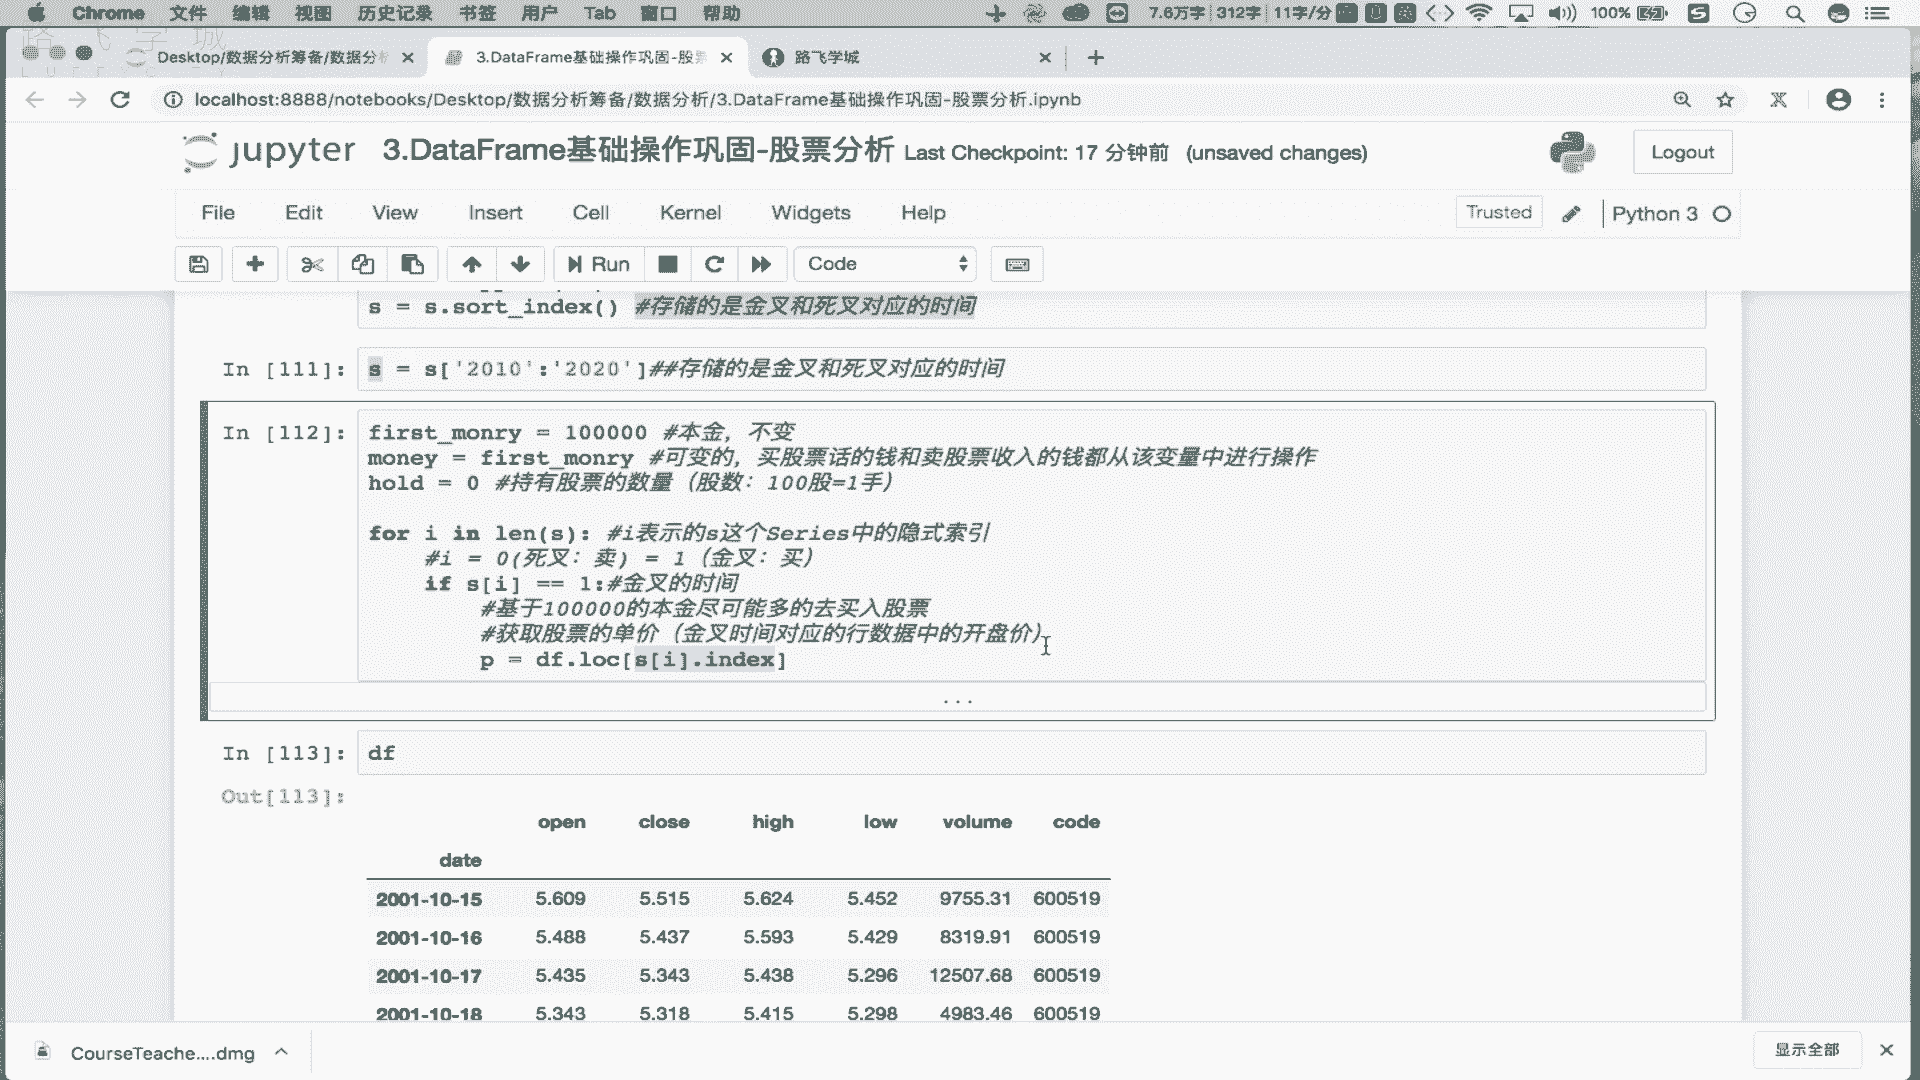 Chrome 文件 编辑 视图 历史记录 书签 用户 Tab 窗口 帮助 7.6万字 312字 11字/分 100%
Desktop/数据分析筹备/数据分析 3.DataFrame基础操作巩固-股票 路飞学城
localhost:8888/notebooks/Desktop/数据分析筹备/数据分析/3.DataFrame基础操作巩固-股票分析.ipynb
jupyter 3.DataFrame基础操作巩固-股票分析 Last Checkpoint: 17 分钟前 (unsaved changes) Logout
File Edit View Insert Cell Kernel Widgets Help Trusted Python 3
Run Code
s = s.sort_index() #存储的是金叉和死叉对应的时间
In [111]: s = s['2010':'2020']##存储的是金叉和死叉对应的时间
In [112]: first_monry = 100000 #本金，不变
money = first_monry #可变的，买股票话的钱和卖股票收入的钱都从该变量中进行操作
hold = 0 #持有股票的数量（股数：100股=1手）
for i in len(s): #i表示的s这个Series中的隐式索引
#i = 0(死叉：卖) = 1（金叉：买）
if s[i] == 1:#金叉的时间
#基于100000的本金尽可能多的去买入股票
#获取股票的单价（金叉时间对应的行数据中的开盘价）
p = df.loc[s[i].index]
...
In [113]: df
Out[113]:
open close high low volume code
date
2001-10-15 5.609 5.515 5.624 5.452 9755.31 600519
2001-10-16 5.488 5.437 5.593 5.429 8319.91 600519
2001-10-17 5.435 5.343 5.438 5.296 12507.68 600519
2001-10-18 5.343 5.318 5.415 5.298 4983.46 600519
CourseTeache....dmg 显示全部